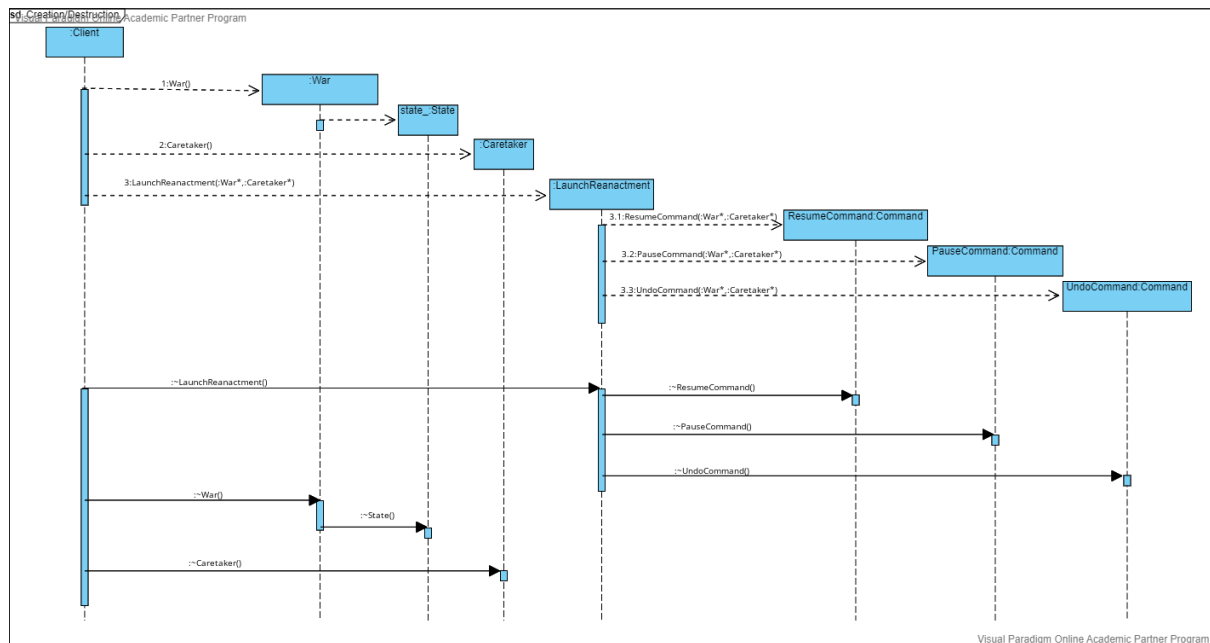 sd Creation/Destruction
Visual Paradigm Online Academic Partner Program
:Client
1:War()
:War
state_:State
2:Caretaker()
:Caretaker
3:LaunchReanactment(:War*,:Caretaker*)
:LaunchReanactment
3.1:ResumeCommand(:War*,:Caretaker*)
ResumeCommand:Command
3.2:PauseCommand(:War*,:Caretaker*)
PauseCommand:Command
3.3:UndoCommand(:War*,:Caretaker*)
UndoCommand:Command
:~LaunchReanactment()
:~ResumeCommand()
:~PauseCommand()
:~UndoCommand()
:~War()
:~State()
:~Caretaker()
Visual Paradigm Online Academic Partner Program